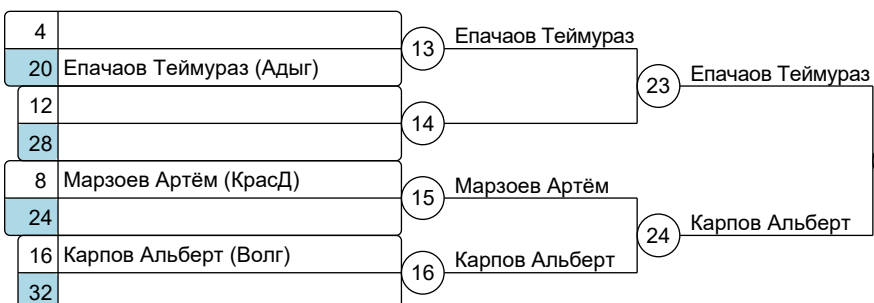 4
20 Епачаов Теймураз (Адыг)
12
28
8 Марзоев Артём (КрасД)
24
16 Карпов Альберт (Волг)
32
13 Епачаов Теймураз
14
15 Марзоев Артём
16 Карпов Альберт
23 Епачаов Теймураз
24 Карпов Альберт